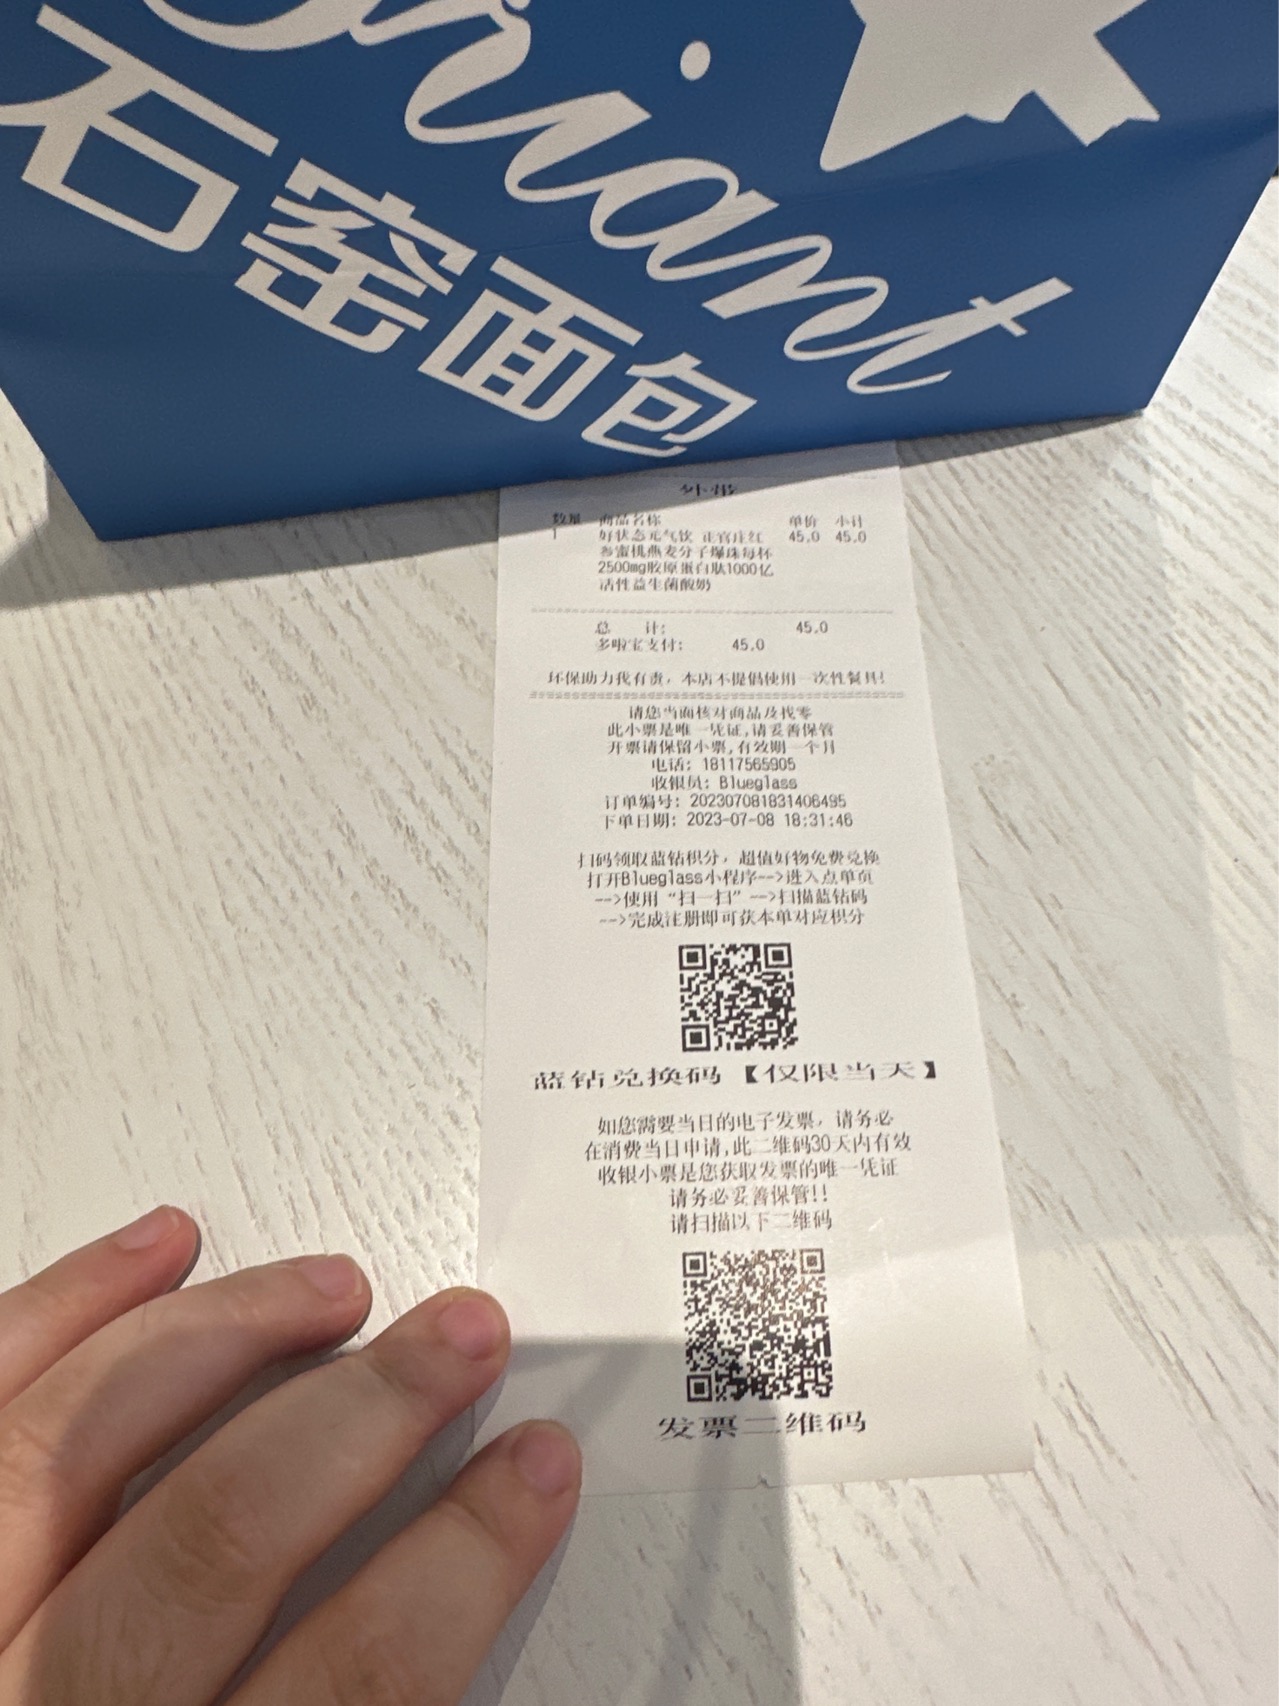 riant
石窑面包
外带
数量 商品名称 单价 小计
1 好状态元气饮 正官庄红 45.0 45.0
参蜜桃燕麦分子爆珠每杯
2500mg胶原蛋白肽1000亿
活性益生菌酸奶
总 计: 45.0
多啦宝支付: 45.0
环保助力我有责，本店不提倡使用一次性餐具!
请您当面核对商品及找零
此小票是唯一凭证,请妥善保管
开票请保留小票,有效期一个月
电话: 18117565905
收银员: Blueglass
订单编号: 202307081831406495
下单日期: 2023-07-08 18:31:46
扫码领取蓝钻积分，超值好物免费兑换
打开Blueglass小程序-->进入点单页
-->使用“扫一扫”-->扫描蓝钻码
-->完成注册即可获本单对应积分
蓝钻兑换码【仅限当天】
如您需要当日的电子发票，请务必
在消费当日申请,此二维码30天内有效
收银小票是您获取发票的唯一凭证
请务必妥善保管!!
请扫描以下二维码
发票二维码